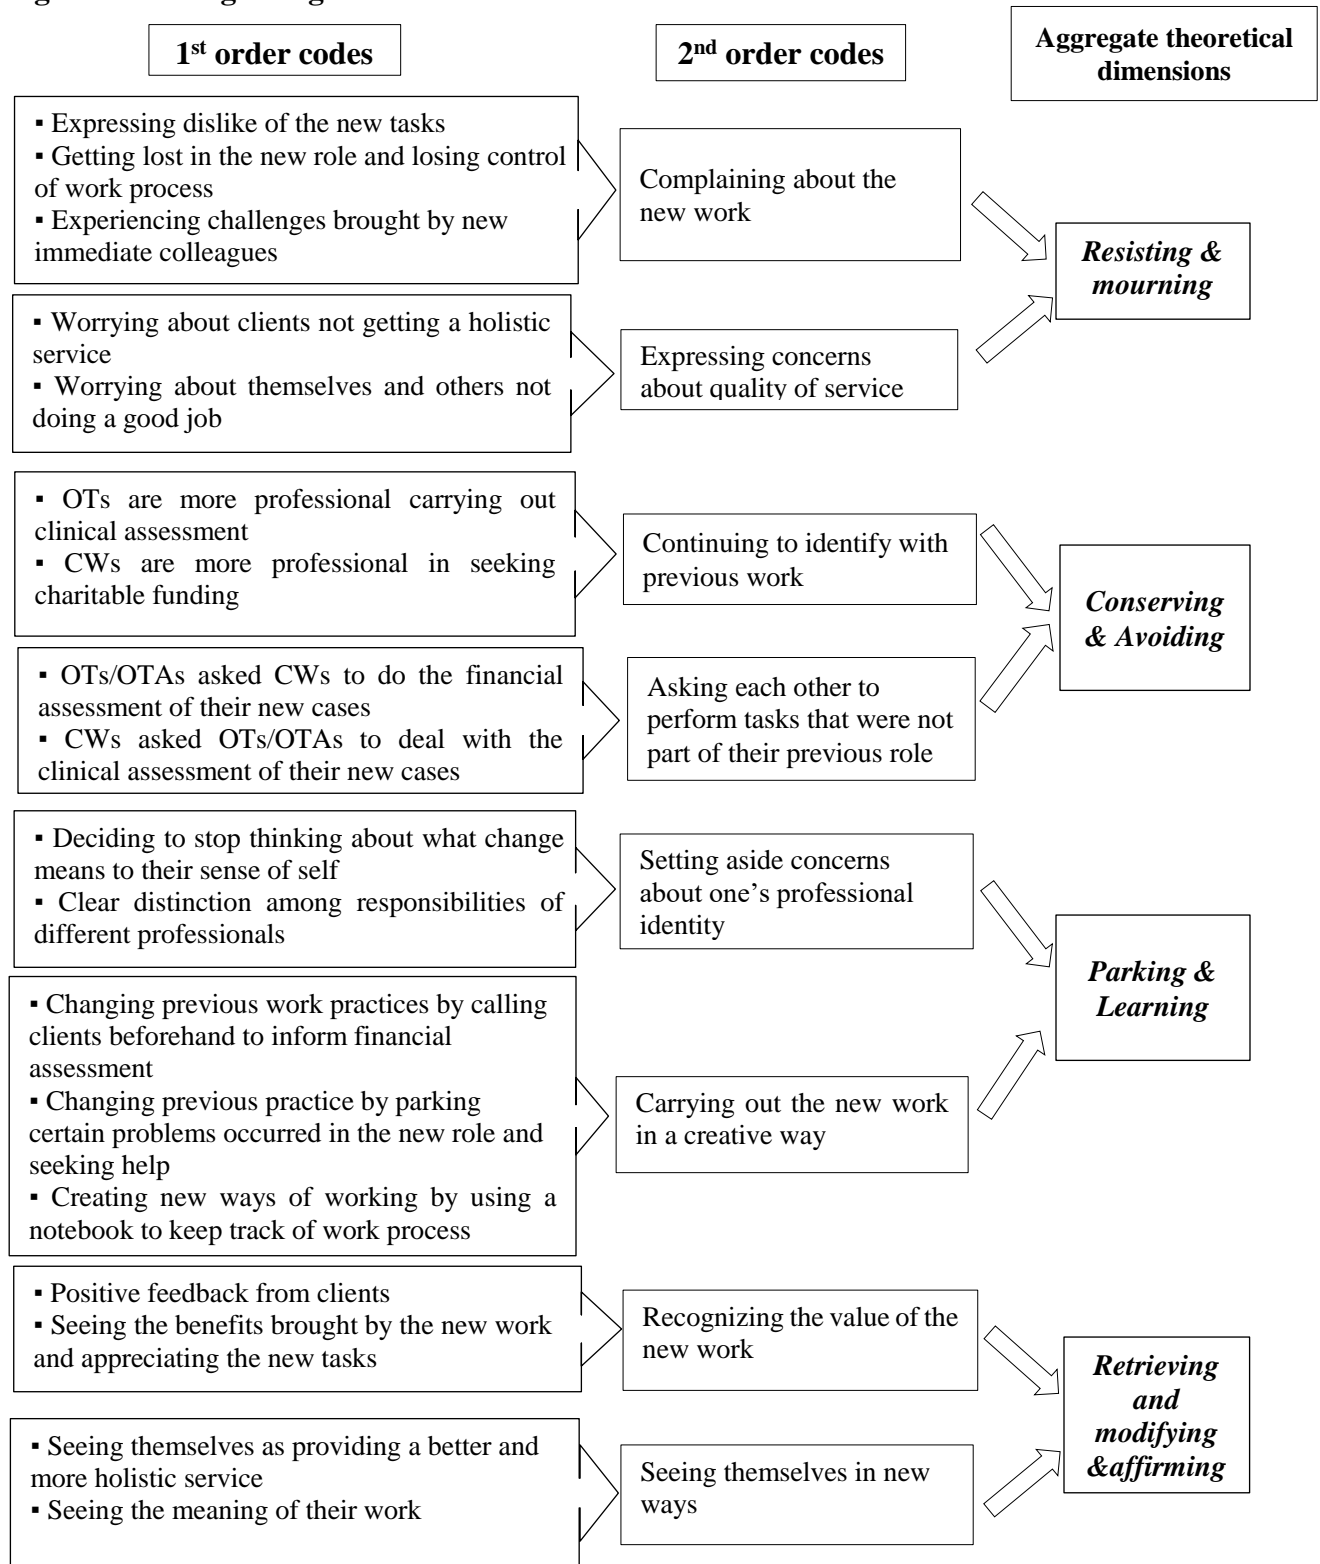 1st order codes
2nd order codes
Aggregate theoretical
dimensions
▪ Expressing dislike of the new tasks
▪ Getting lost in the new role and losing control
of work process
▪ Experiencing challenges brought by new
immediate colleagues
Complaining about the
new work
Resisting &
mourning
▪ Worrying about clients not getting a holistic
service
▪ Worrying about themselves and others not
doing a good job
Expressing concerns
about quality of service
▪ OTs are more professional carrying out
clinical assessment
▪ CWs are more professional in seeking
charitable funding
Continuing to identify with
previous work
Conserving
& Avoiding
▪ OTs/OTAs asked CWs to do the financial
assessment of their new cases
▪ CWs asked OTs/OTAs to deal with the
clinical assessment of their new cases
Asking each other to
perform tasks that were not
part of their previous role
▪ Deciding to stop thinking about what change
means to their sense of self
▪ Clear distinction among responsibilities of
different professionals
Setting aside concerns
about one’s professional
identity
Parking &
Learning
▪ Changing previous work practices by calling
clients beforehand to inform financial
assessment
▪ Changing previous practice by parking
certain problems occurred in the new role and
seeking help
▪ Creating new ways of working by using a
notebook to keep track of work process
Carrying out the new work
in a creative way
▪ Positive feedback from clients
▪ Seeing the benefits brought by the new work
and appreciating the new tasks
Recognizing the value of the
new work
Retrieving
and
modifying
&affirming
▪ Seeing themselves as providing a better and
more holistic service
▪ Seeing the meaning of their work
Seeing themselves in new
ways